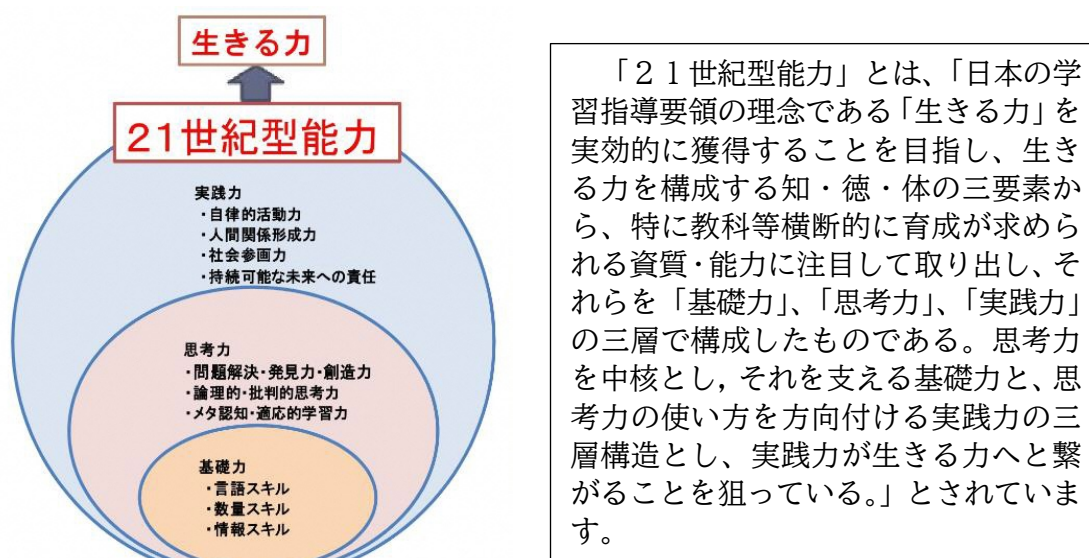 生きる力
21世紀型能力
実践力
・自律的活動力
・人間関係形成力
・社会参画力
・持続可能な未来への責任
思考力
・問題解決・発見力・創造力
・論理的・批判的思考力
・メタ認知・適応的学習力
基礎力
・言語スキル
・数量スキル
・情報スキル
「２１世紀型能力」とは、「日本の学
習指導要領の理念である「生きる力」を
実効的に獲得することを目指し、生き
る力を構成する知・徳・体の三要素か
ら、特に教科等横断的に育成が求めら
れる資質・能力に注目して取り出し、そ
れらを「基礎力」、「思考力」、「実践力」
の三層で構成したものである。思考力
を中核とし，それを支える基礎力と、思
考力の使い方を方向付ける実践力の三
層構造とし、実践力が生きる力へと繋
がることを狙っている。」とされていま
す。